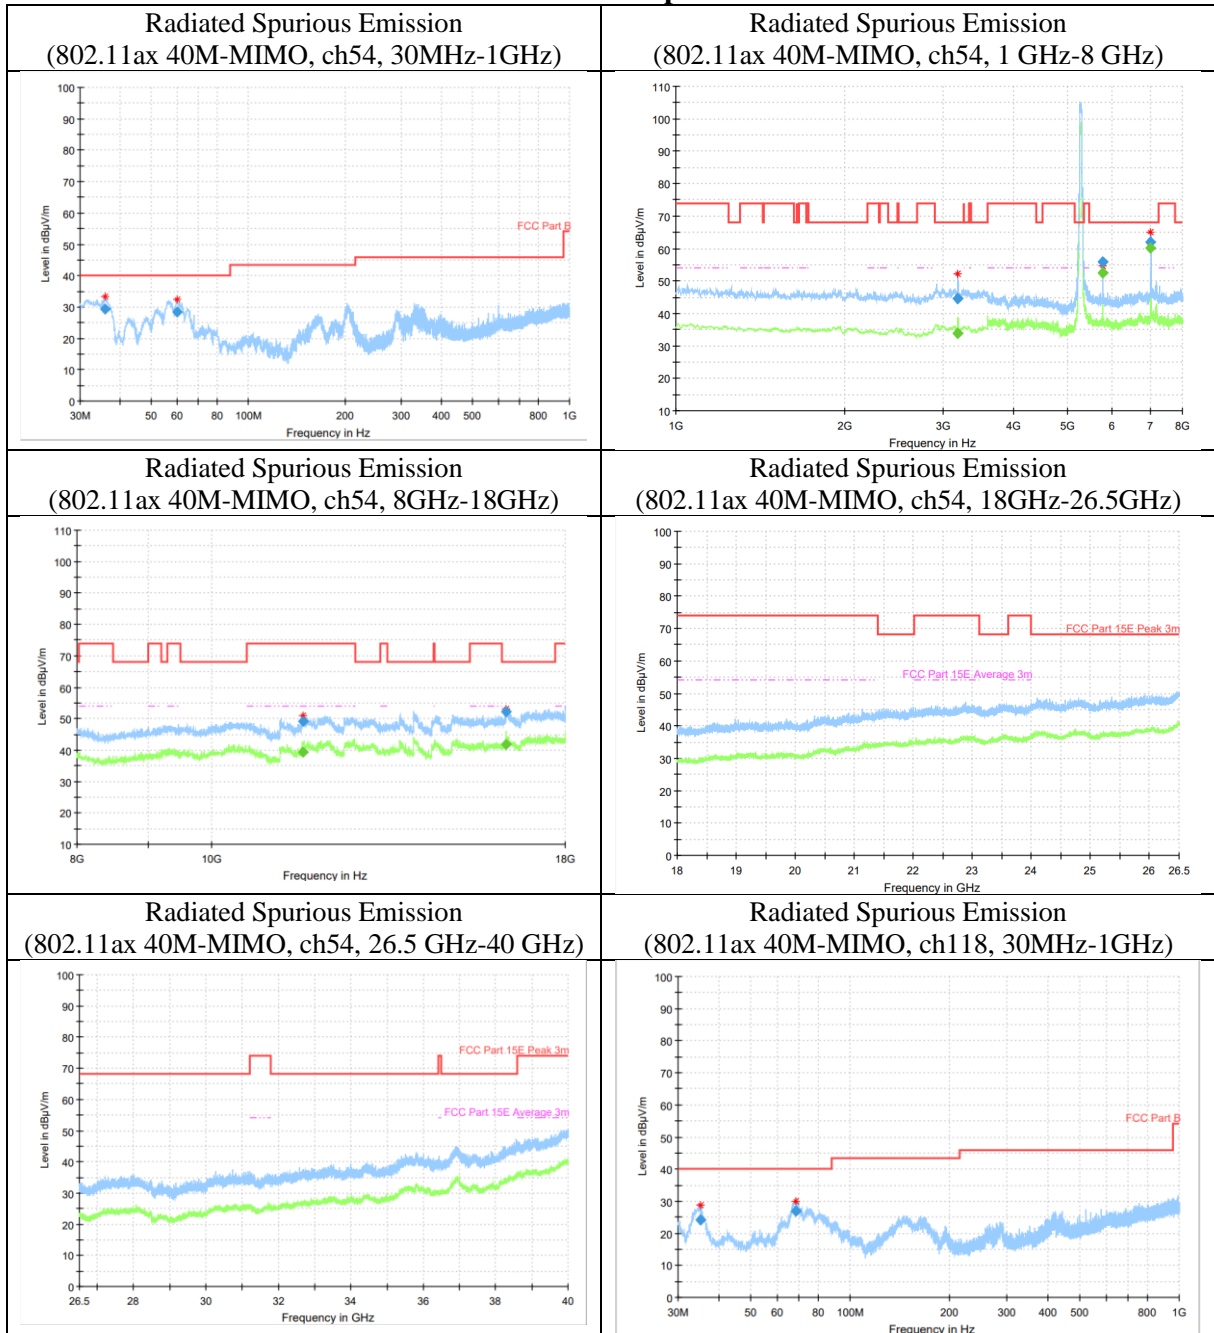 Radiated Spurious Emission
(802.11ax 40M-MIMO, ch54, 30MHz-1GHz)
Radiated Spurious Emission
(802.11ax 40M-MIMO, ch54, 1 GHz-8 GHz)
100
90
80
70
60
50
40
30
20
10
0
Level in dBµV/m
FCC Part B
30M
50
60
80
100M
200
300
400
500
800
1G
Frequency in Hz
110
100
90
80
70
60
50
40
30
20
10
Level in dBµV/m
1G
2G
3G
4G
5G
6
7
8G
Frequency in Hz
Radiated Spurious Emission
(802.11ax 40M-MIMO, ch54, 8GHz-18GHz)
Radiated Spurious Emission
(802.11ax 40M-MIMO, ch54, 18GHz-26.5GHz)
110
100
90
80
70
60
50
40
30
20
10
Level in dBµV/m
8G
10G
18G
Frequency in Hz
100
90
80
70
60
50
40
30
20
10
0
Level in dBµV/m
FCC Part 15E Peak 3m
FCC Part 15E Average 3m
18
19
20
21
22
23
24
25
26
26.5
Frequency in GHz
Radiated Spurious Emission
(802.11ax 40M-MIMO, ch54, 26.5 GHz-40 GHz)
Radiated Spurious Emission
(802.11ax 40M-MIMO, ch118, 30MHz-1GHz)
100
90
80
70
60
50
40
30
20
10
0
Level in dBµV/m
FCC Part 15E Peak 3m
FCC Part 15E Average 3m
26.5
28
30
32
34
36
38
40
Frequency in GHz
100
90
80
70
60
50
40
30
20
10
0
Level in dBµV/m
FCC Part B
30M
50
60
80
100M
200
300
400
500
800
1G
Frequency in Hz